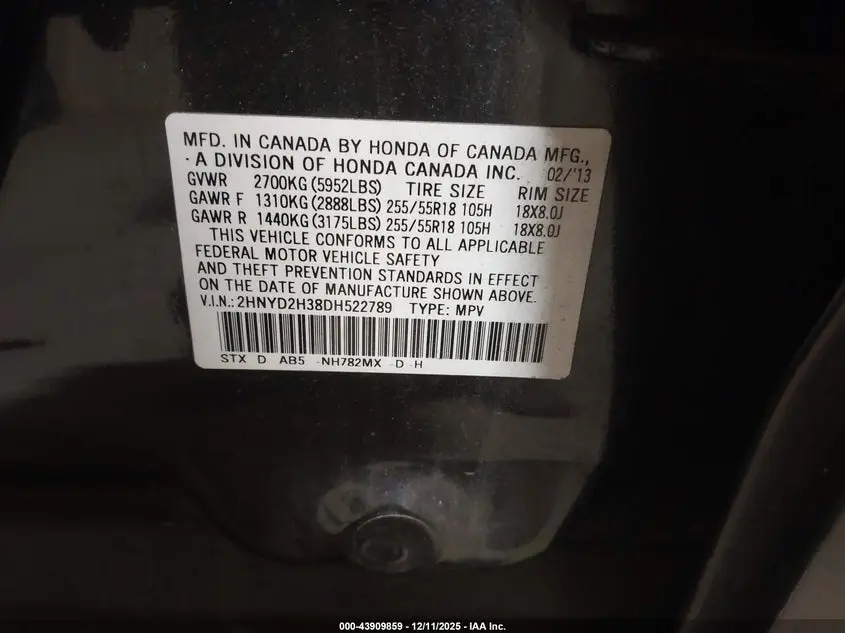 MFD. IN CANADA BY HONDA OF CANADA MFG.,
A DIVISION OF HONDA CANADA INC. 02/'13
GVWR 2700KG (5952LBS) TIRE SIZE RIM SIZE
GAWR F 1310KG (2888LBS) 255/55R18 105H 18X8.0J
GAWR R 1440KG (3175LBS) 255/55R18 105H 18X8.0J
THIS VEHICLE CONFORMS TO ALL APPLICABLE
FEDERAL MOTOR VEHICLE SAFETY
AND THEFT PREVENTION STANDARDS IN EFFECT
ON THE DATE OF MANUFACTURE SHOWN ABOVE.
V.I.N.:2HNYD2H38DH522789 TYPE: MPV
STX D AB5 -NH782MX -D -H
000-43909859 - 12/11/2025 - IAA Inc.